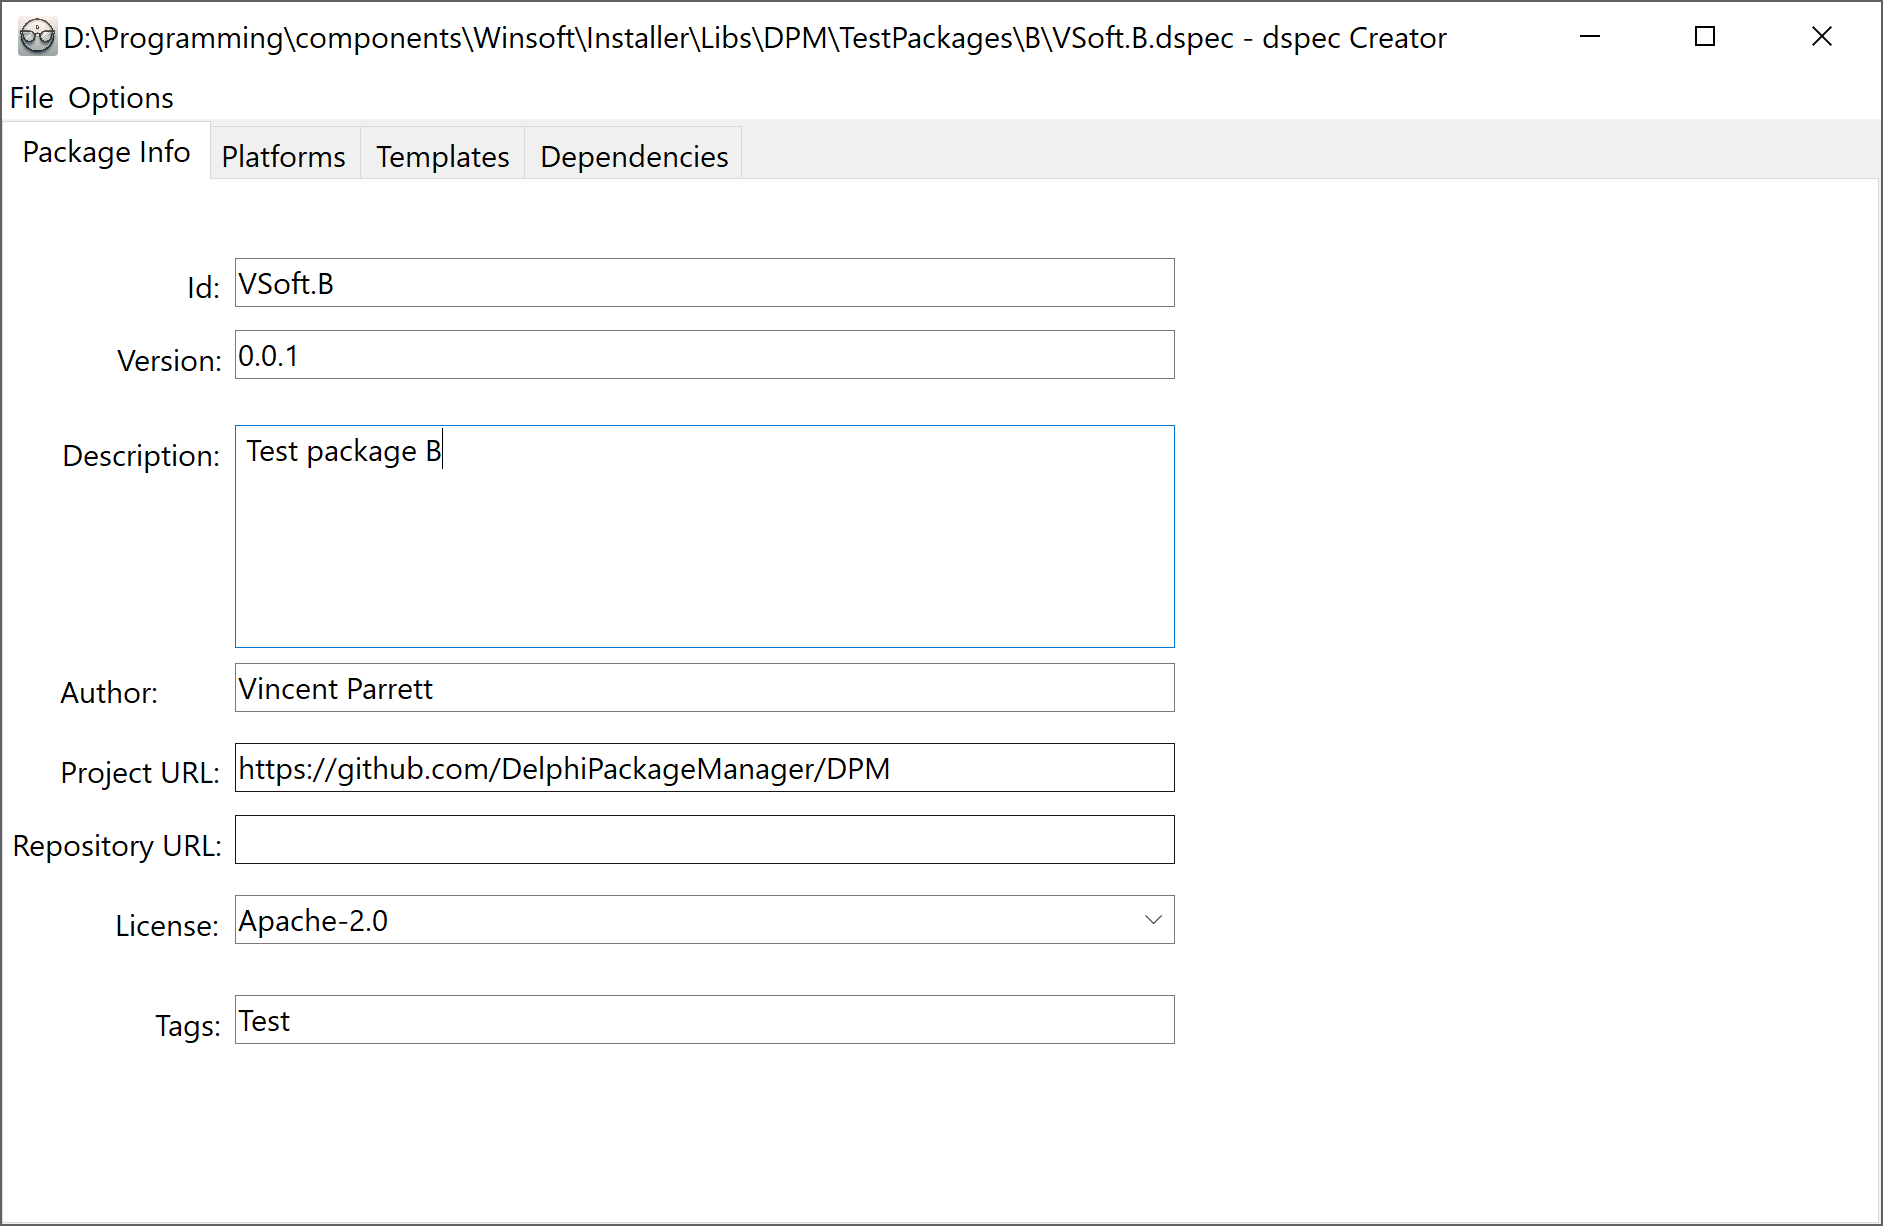 D:\Programming\components\Winsoft\Installer\Libs\DPM\TestPackages\B\VSoft.B.dspec - dspec Creator
File Options
Package Info Platforms Templates Dependencies
Id: VSoft.B
Version: 0.0.1
Description: Test package B
Author: Vincent Parrett
Project URL: https://github.com/DelphiPackageManager/DPM
Repository URL:
License: Apache-2.0
Tags: Test